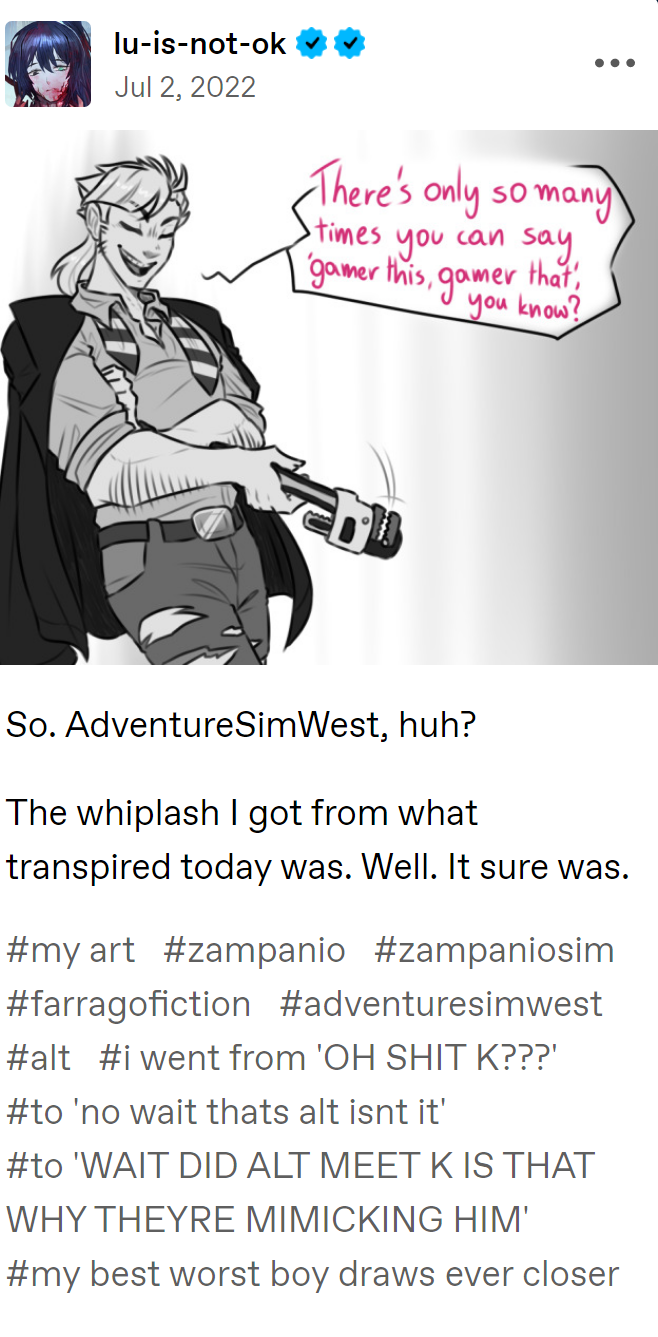 lu-is-not-ok
Jul 2, 2022
There's only so many
times you can say
'gamer this, gamer that',
you know?
So. AdventureSimWest, huh?
The whiplash I got from what
transpired today was. Well. It sure was.
#my art #zampanio #zampaniosim
#farragofiction #adventuresimwest
#alt #i went from 'OH SHIT K???'
#to 'no wait thats alt isnt it'
#to 'WAIT DID ALT MEET K IS THAT
WHY THEYRE MIMICKING HIM'
#my best worst boy draws ever closer